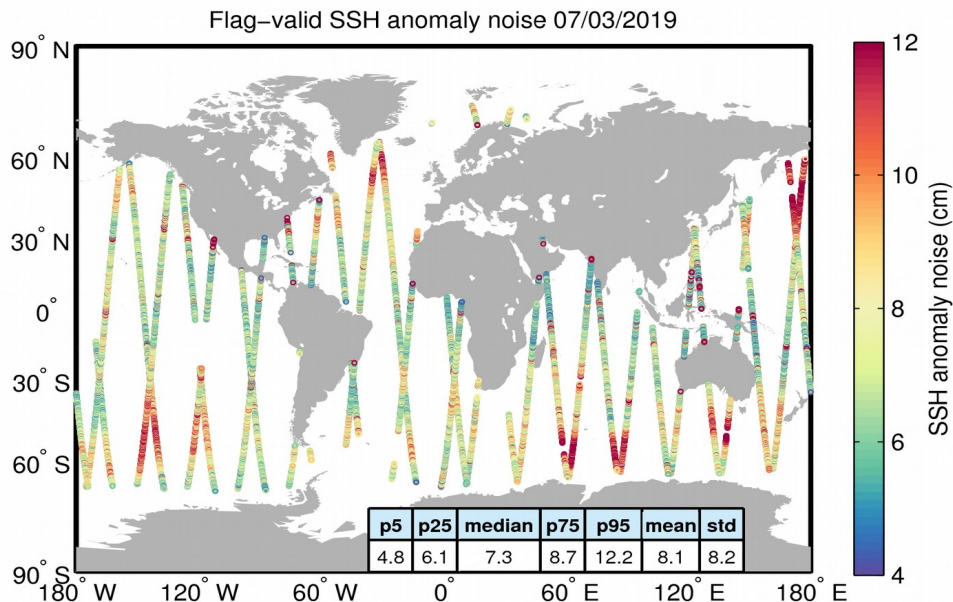 Flag-valid SSH anomaly noise 07/03/2019
90° N
60° N
30° N
0°
30° S
60° S
90° S
180° W
120° W
60° W
0°
60° E
120° E
180° E
p5 p25 median p75 p95 mean std
4.8 6.1 7.3 8.7 12.2 8.1 8.2
12
10
8
6
4
SSH anomaly noise (cm)